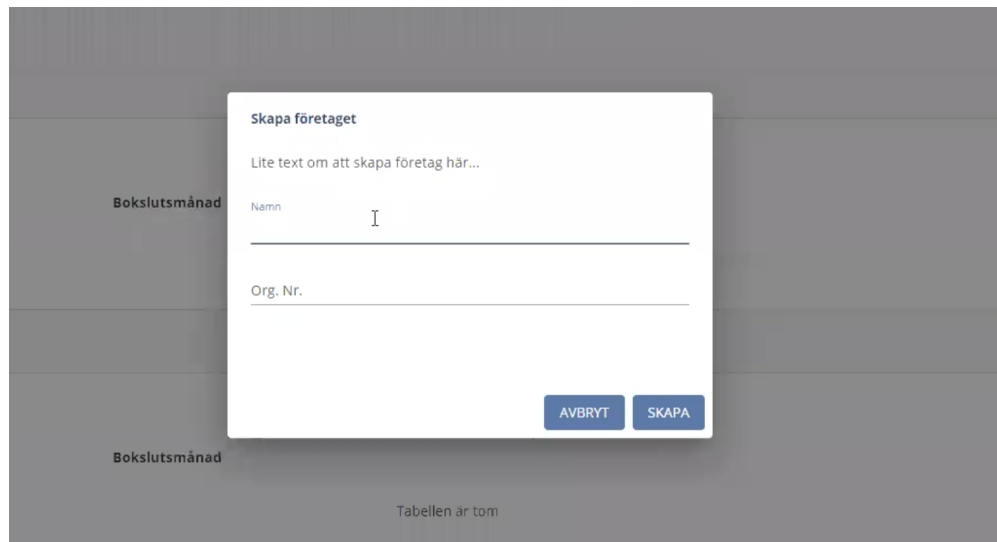 Skapa företaget
Lite text om att skapa företag här...
Bokslutsmånad
Namn
Org. Nr.
AVBRYT SKAPA
Bokslutsmånad
Tabellen är tom